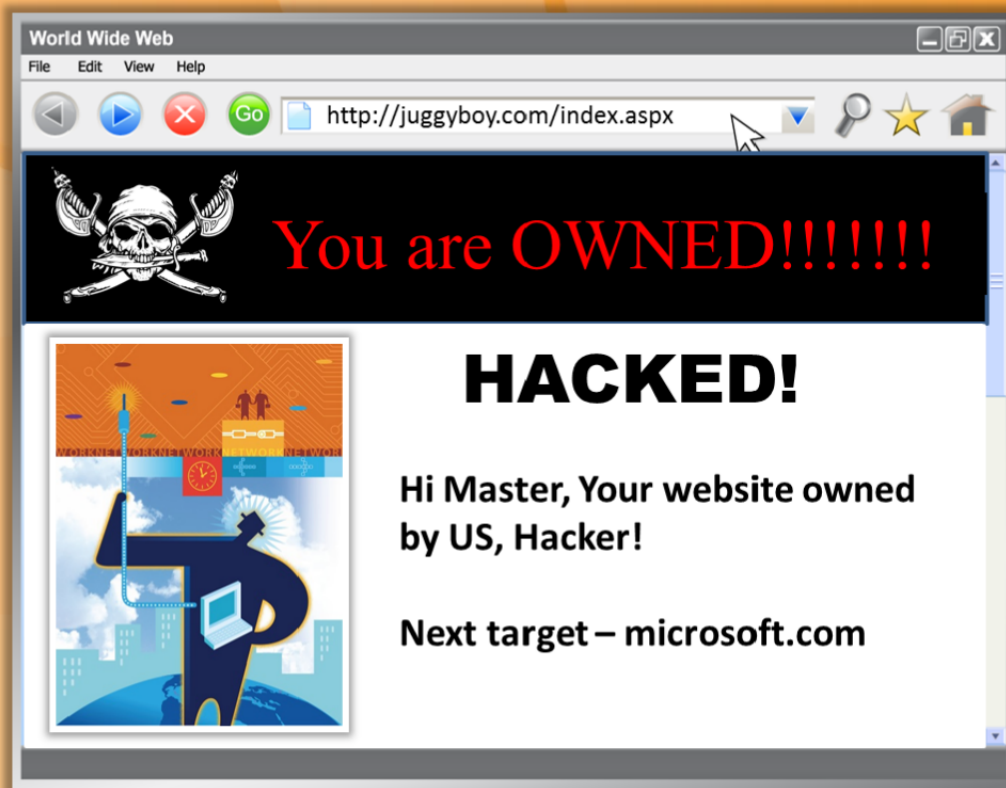 World Wide Web
File Edit View Help
Go http://juggyboy.com/index.aspx
You are OWNED!!!!!!!
HACKED!
WORKNETWORKNETWORKNETWORKNETWOR
Hi Master, Your website owned
by US, Hacker!
Next target – microsoft.com